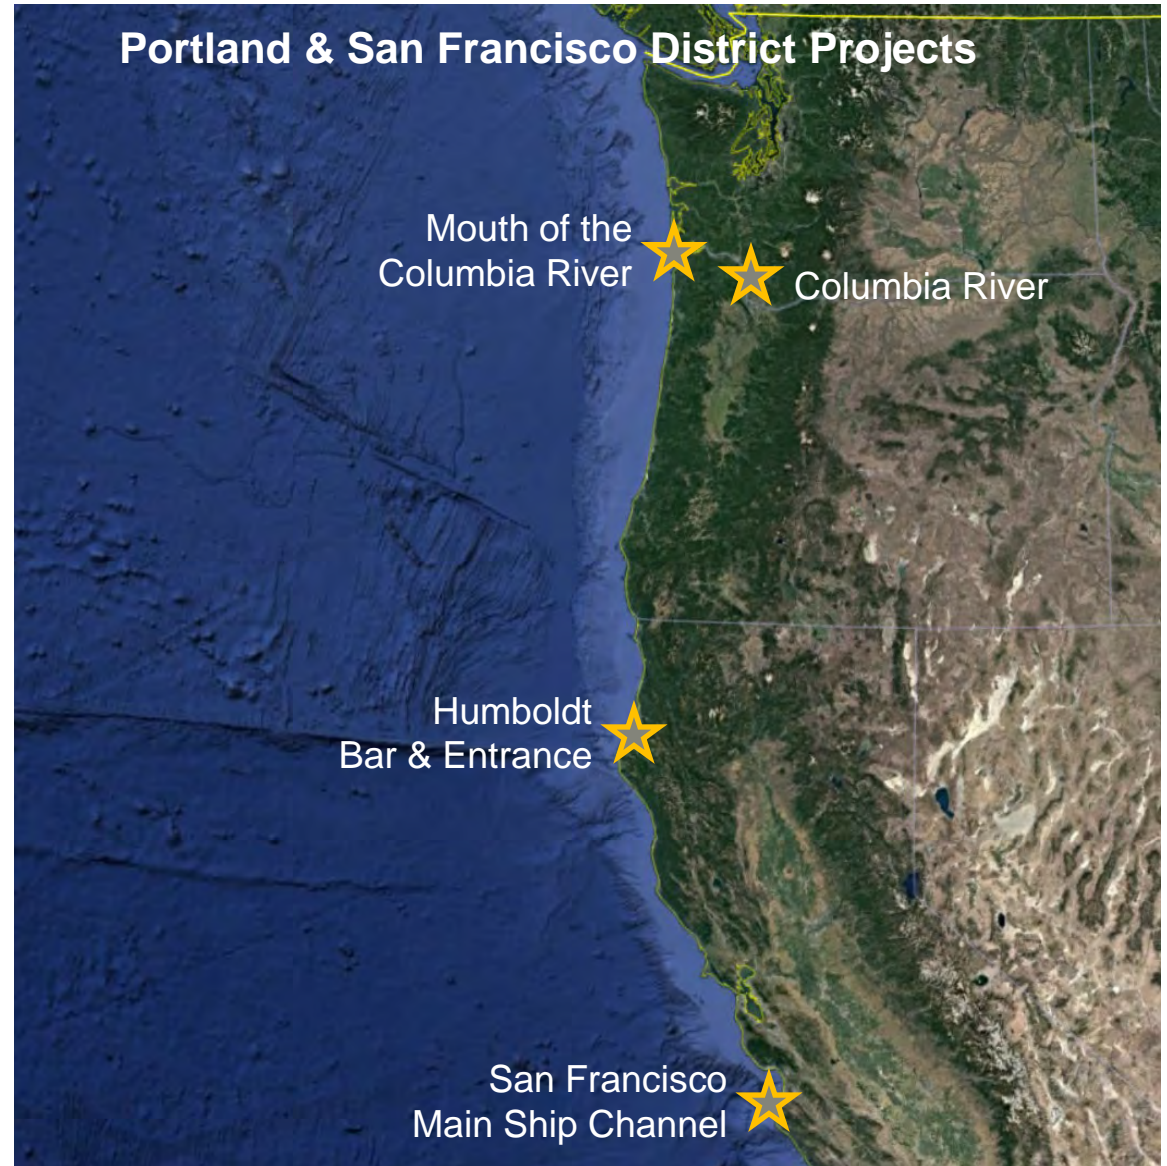 Portland & San Francisco District Projects
Mouth of the
Columbia River
Columbia River
Humboldt
Bar & Entrance
San Francisco
Main Ship Channel